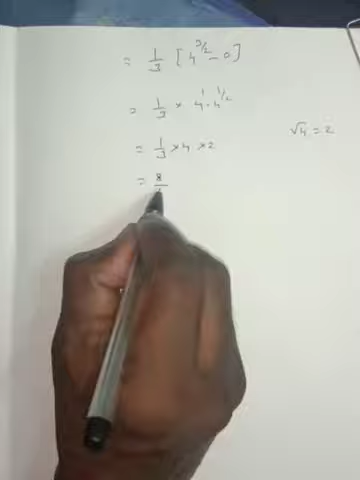 = 1/3 [4^3/2 - 0]
= 1/3 × 4^1 · 4^1/2
√4 = 2
= 1/3 × 4 × 2
= 8/